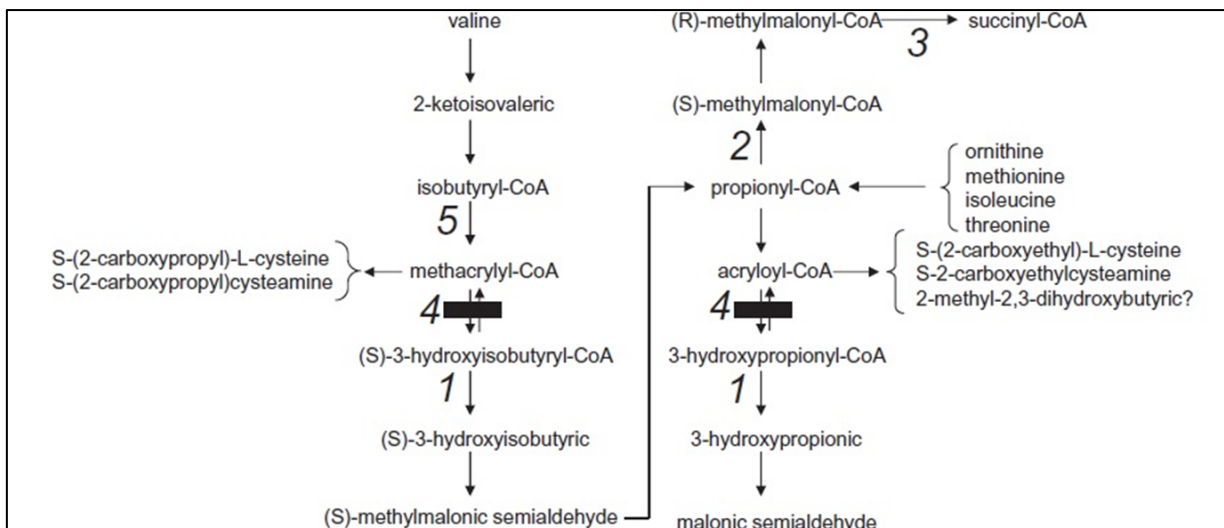 valine
2-ketoisovaleric
isobutyryl-CoA
5
S-(2-carboxypropyl)-L-cysteine
S-(2-carboxypropyl)cysteamine
methacrylyl-CoA
4
(S)-3-hydroxyisobutyryl-CoA
1
(S)-3-hydroxyisobutyric
(S)-methylmalonic semialdehyde
(R)-methylmalonyl-CoA
3
succinyl-CoA
(S)-methylmalonyl-CoA
2
propionyl-CoA
ornithine
methionine
isoleucine
threonine
acryloyl-CoA
S-(2-carboxyethyl)-L-cysteine
S-2-carboxyethylcysteamine
2-methyl-2,3-dihydroxybutyric?
4
3-hydroxypropionyl-CoA
1
3-hydroxypropionic
malonic semialdehyde